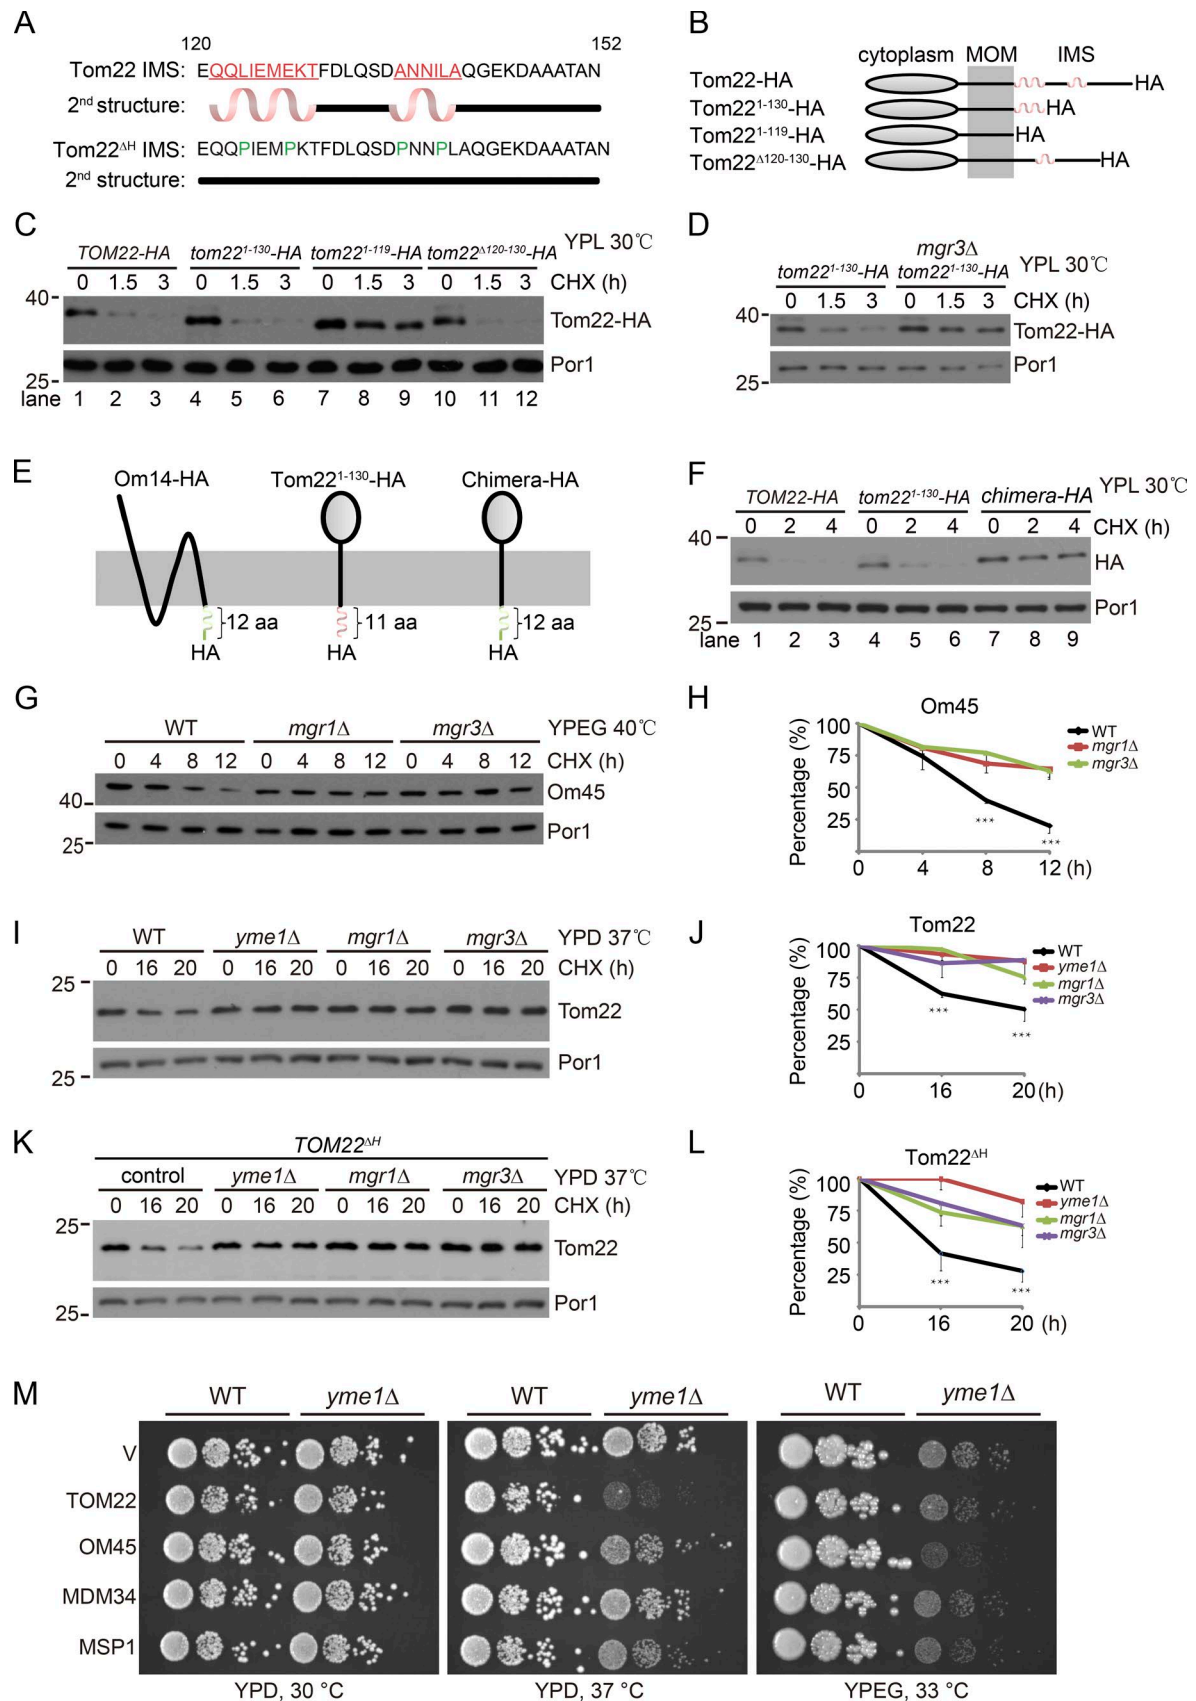 A
120 152
Tom22 IMS: EQQLIEMEKTFDLQSDANNILAQGEKDAAATAN
2nd structure:
Tom22ΔH IMS: EQQPIEMPKTFDLQSDPNNPLAQGEKDAAATAN
2nd structure:
B
cytoplasm MOM IMS
Tom22-HA HA
Tom221-130-HA HA
Tom221-119-HA HA
Tom22Δ120-130-HA HA
C
TOM22-HA tom221-130-HA tom221-119-HA tom22Δ120-130-HA YPL 30℃
0 1.5 3 0 1.5 3 0 1.5 3 0 1.5 3 CHX (h)
40
Tom22-HA
Por1
25
lane 1 2 3 4 5 6 7 8 9 10 11 12
D
mgr3Δ
tom221-130-HA tom221-130-HA YPL 30℃
0 1.5 3 0 1.5 3 CHX (h)
40
Tom22-HA
Por1
25
E
Om14-HA Tom221-130-HA Chimera-HA
12 aa 11 aa 12 aa
HA HA HA
F
TOM22-HA tom221-130-HA chimera-HA YPL 30℃
0 2 4 0 2 4 0 2 4 CHX (h)
40
HA
Por1
25
lane 1 2 3 4 5 6 7 8 9
G
WT mgr1Δ mgr3Δ YPEG 40℃
0 4 8 12 0 4 8 12 0 4 8 12 CHX (h)
Om45
40
Por1
25
H
Om45
Percentage (%)
100
75
50
25
WT
mgr1Δ
mgr3Δ
***
***
0 4 8 12 (h)
I
WT yme1Δ mgr1Δ mgr3Δ YPD 37℃
0 16 20 0 16 20 0 16 20 0 16 20 CHX (h)
25
Tom22
Por1
25
J
Tom22
Percentage (%)
100
75
50
25
WT
yme1Δ
mgr1Δ
mgr3Δ
***
***
0 16 20 (h)
K
TOM22ΔH
control yme1Δ mgr1Δ mgr3Δ YPD 37℃
0 16 20 0 16 20 0 16 20 0 16 20 CHX (h)
25
Tom22
Por1
25
L
Tom22ΔH
Percentage (%)
100
75
50
25
WT
yme1Δ
mgr1Δ
mgr3Δ
***
***
0 16 20 (h)
M
WT yme1Δ WT yme1Δ WT yme1Δ
V
TOM22
OM45
MDM34
MSP1
YPD, 30 °C YPD, 37 °C YPEG, 33 °C